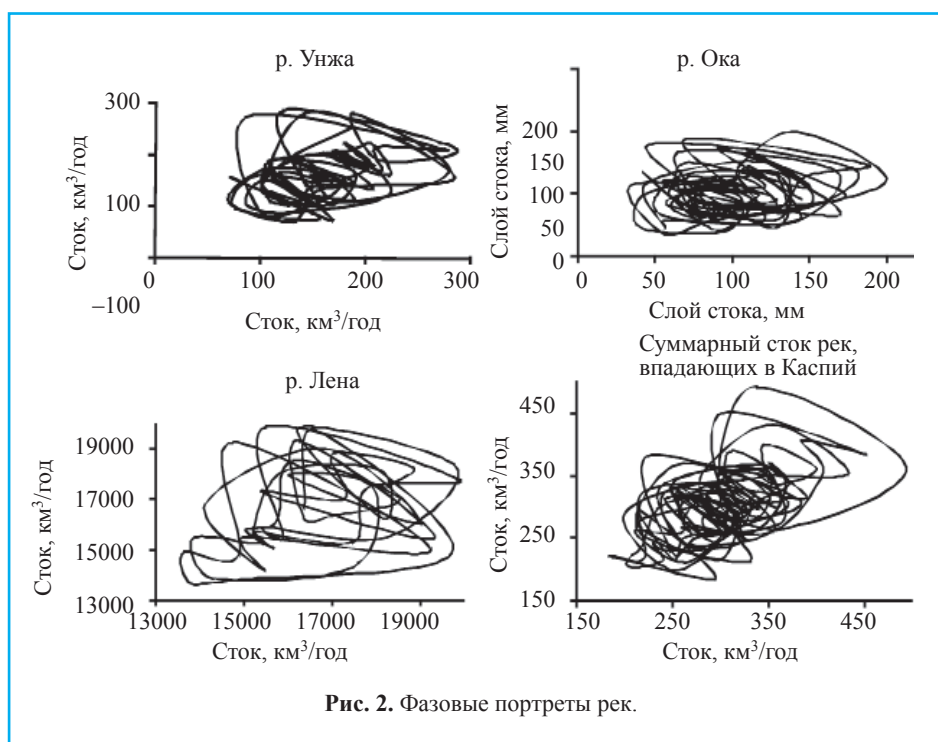 р. Унжа
300
100
–100
Сток, км³/год
0 100 200 300
Сток, км³/год
р. Ока
200
150
100
50
0
Слой стока, мм
0 50 100 150 200
Слой стока, мм
р. Лена
19000
17000
15000
13000
Сток, км³/год
13000 15000 17000 19000
Сток, км³/год
Суммарный сток рек,
впадающих в Каспий
450
350
250
150
Сток, км³/год
150 250 350 450
Сток, км³/год
Рис. 2. Фазовые портреты рек.